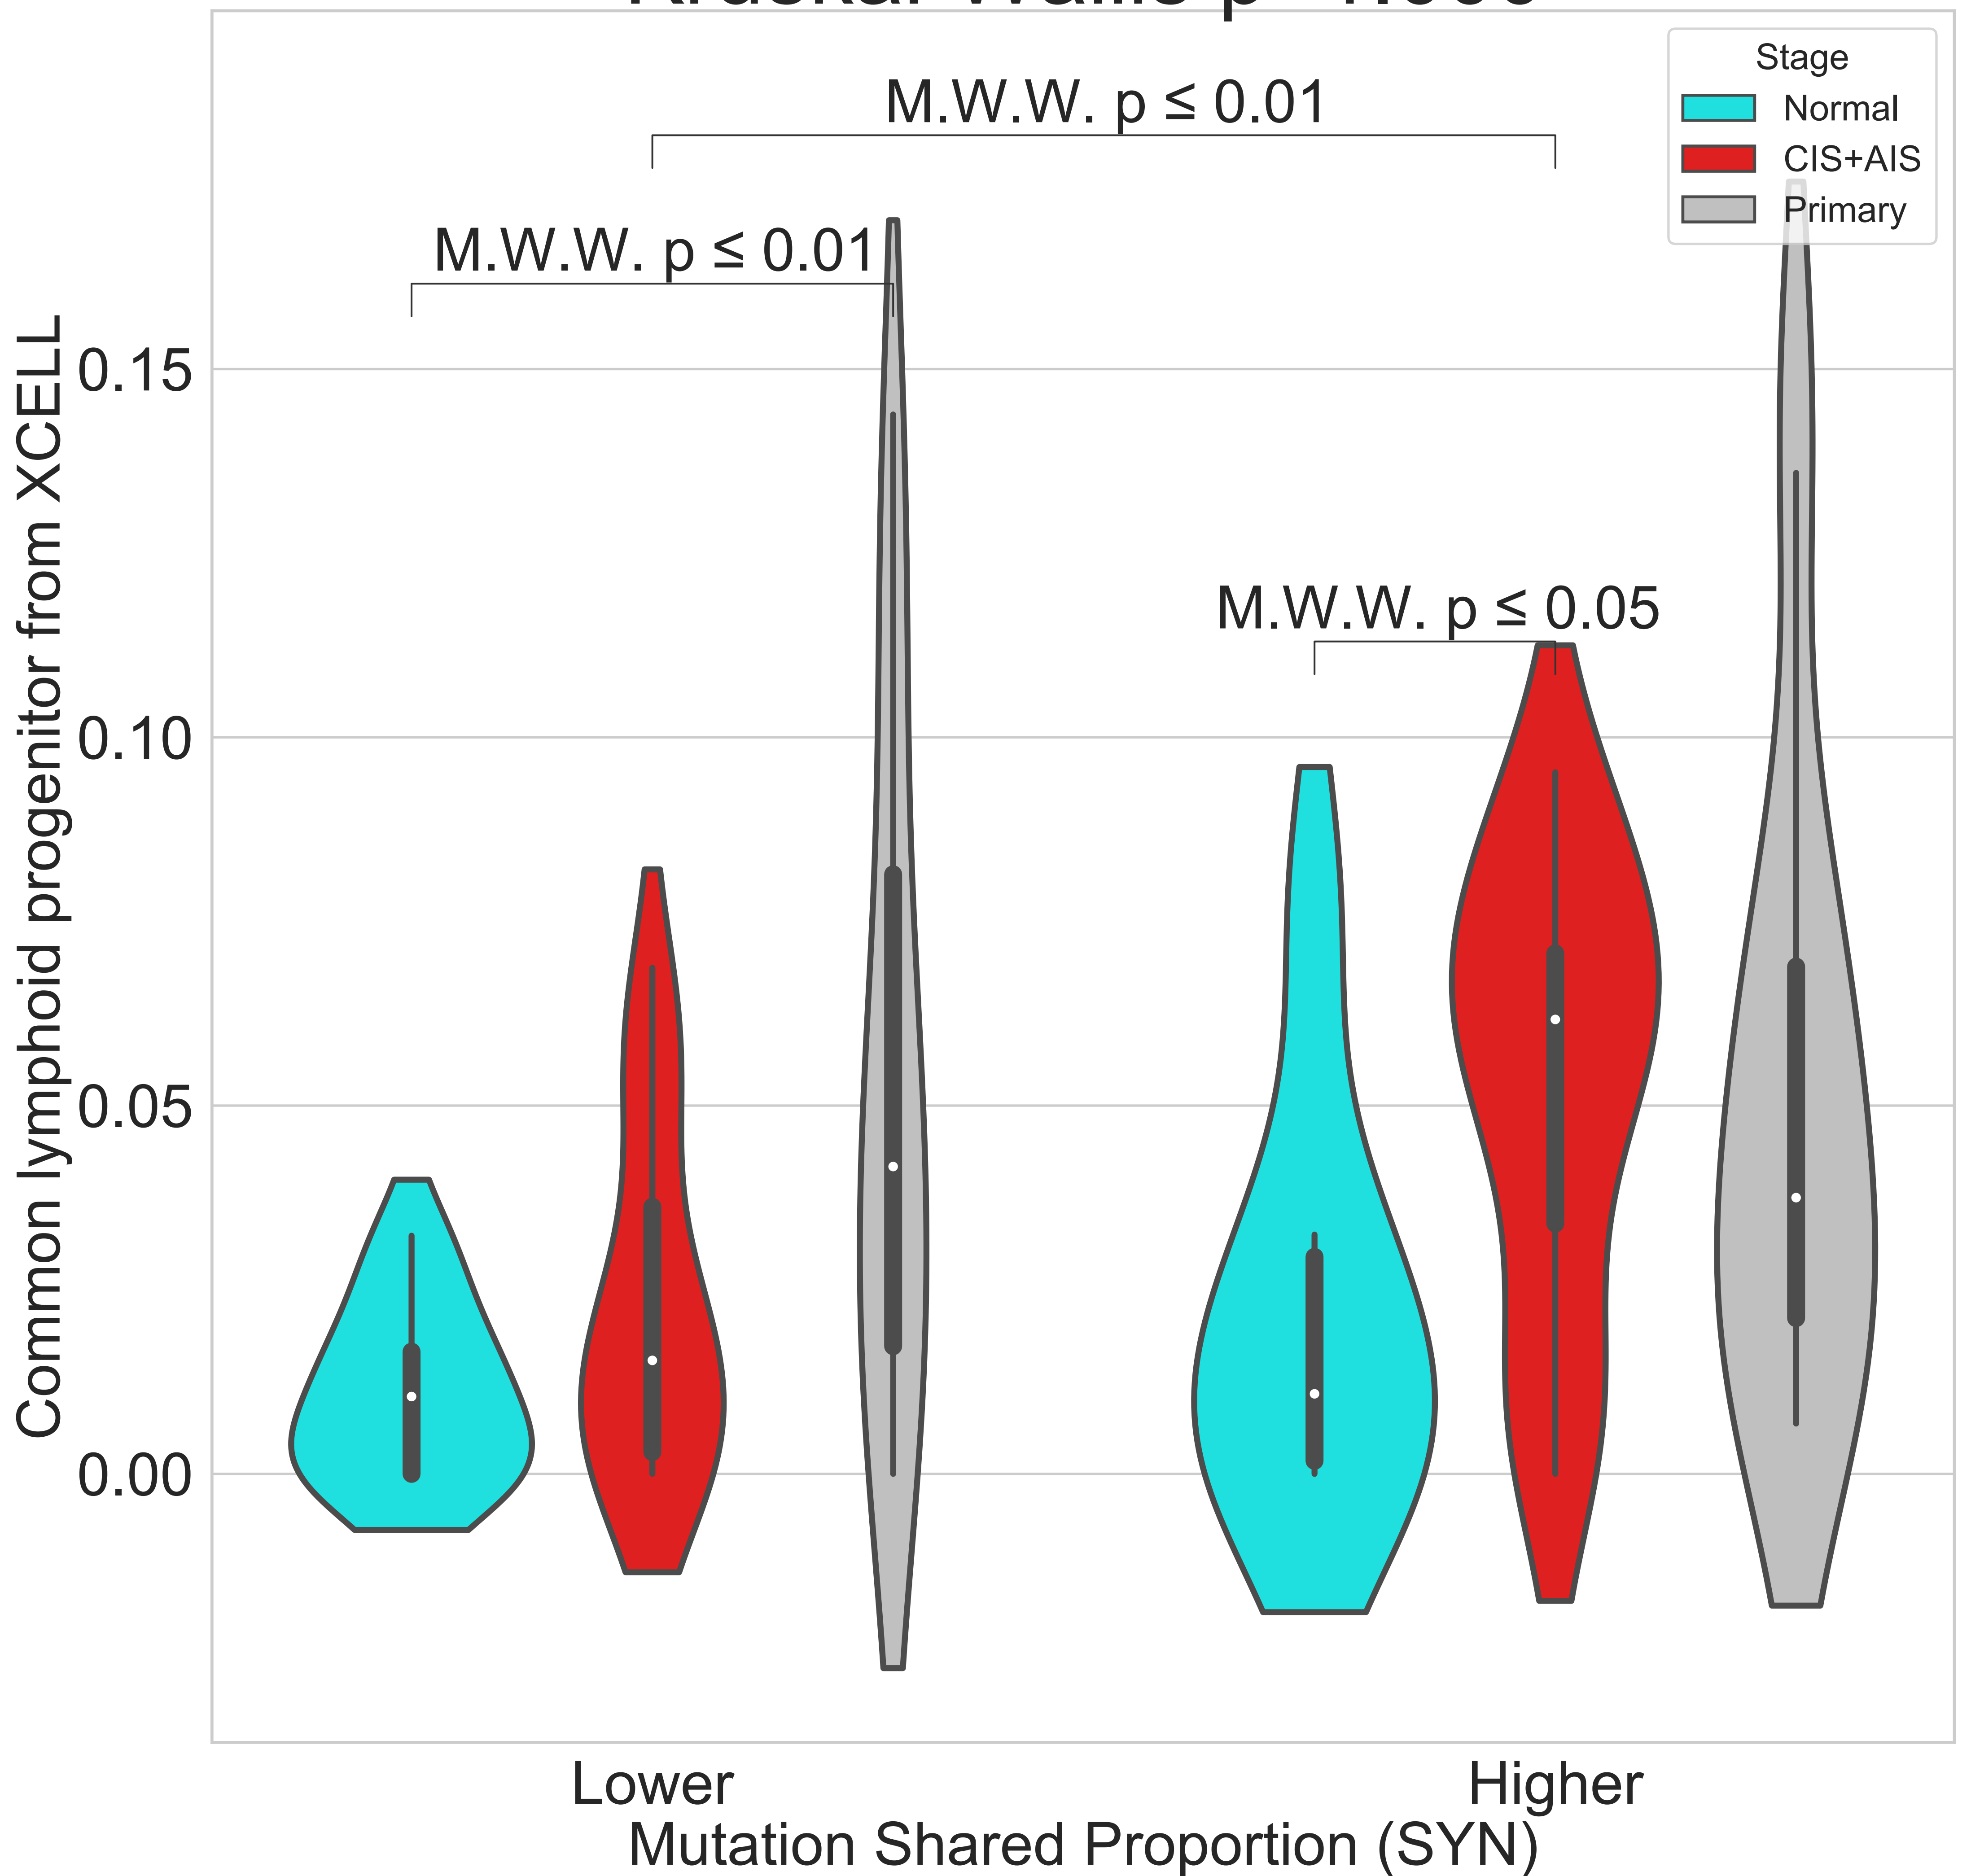 Stage
Normal
CIS+AIS
Primary
M.W.W. p ≤ 0.01
M.W.W. p ≤ 0.01
M.W.W. p ≤ 0.05
Common lymphoid progenitor from XCELL
0.15
0.10
0.05
0.00
Lower
Higher
Mutation Shared Proportion (SYN)